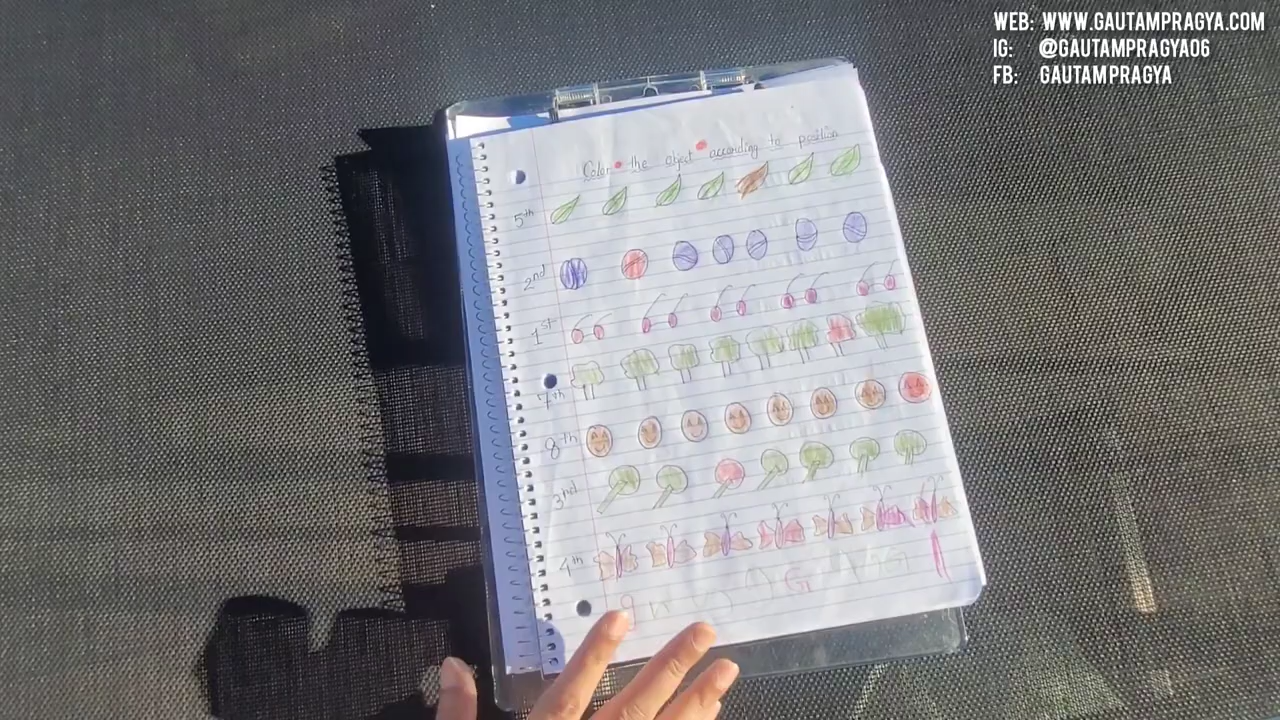 WEB: WWW.GAUTAMPRAGYA.COM
IG: @GAUTAMPRAGYA06
FB: GAUTAMPRAGYA
Color the object according to position
5th
2nd
1st
7th
8th
3rd
4th